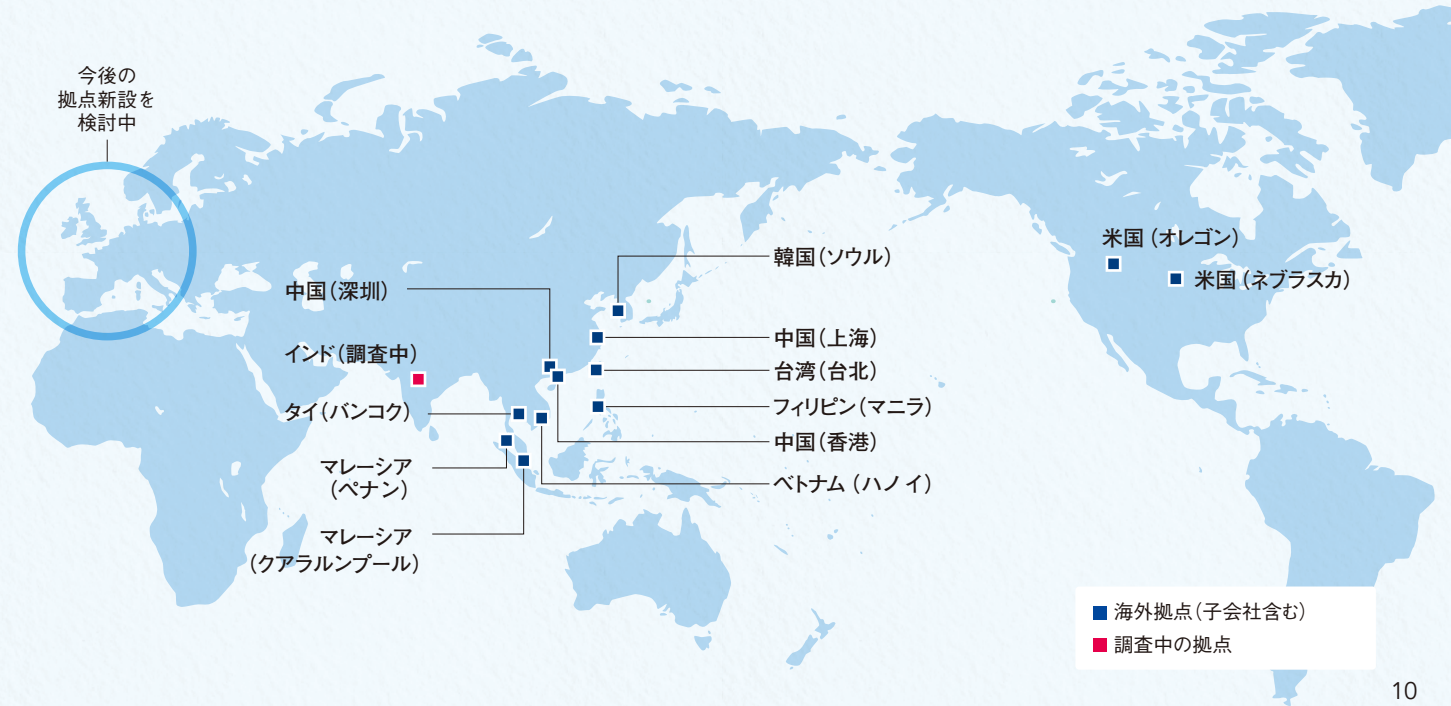 今後の
拠点新設を
検討中
中国(深圳)
インド(調査中)
タイ(バンコク)
マレーシア
(ペナン)
マレーシア
(クアラルンプール)
韓国(ソウル)
中国(上海)
台湾(台北)
フィリピン(マニラ)
中国(香港)
ベトナム(ハノイ)
米国(オレゴン)
米国(ネブラスカ)
海外拠点(子会社含む)
調査中の拠点
10